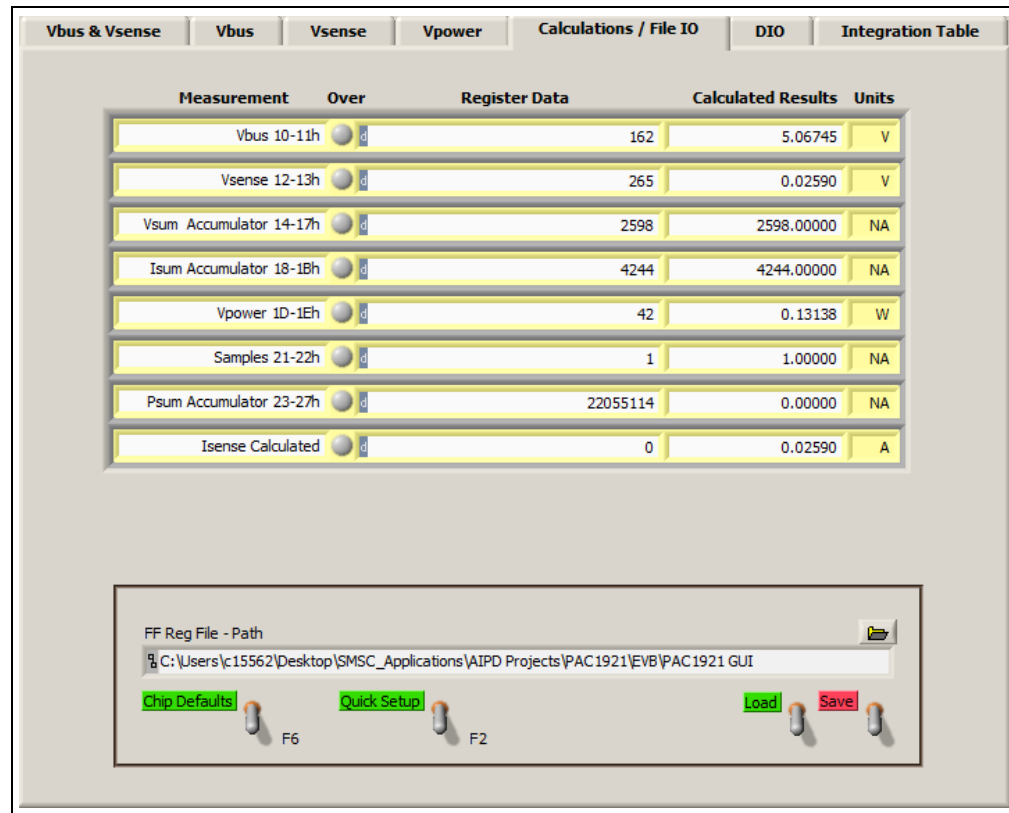 Vbus & Vsense Vbus Vsense Vpower Calculations / File IO DIO Integration Table
Measurement Over Register Data Calculated Results Units
Vbus 10-11h d 162 5.06745 V
Vsense 12-13h d 265 0.02590 V
Vsum Accumulator 14-17h d 2598 2598.00000 NA
Isum Accumulator 18-1Bh d 4244 4244.00000 NA
Vpower 1D-1Eh d 42 0.13138 W
Samples 21-22h d 1 1.00000 NA
Psum Accumulator 23-27h d 22055114 0.00000 NA
Isense Calculated d 0 0.02590 A
FF Reg File - Path
C:\Users\c15562\Desktop\SMSC_Applications\AIPD Projects\PAC1921\EVB\PAC1921 GUI
Chip Defaults Quick Setup Load Save
F6 F2